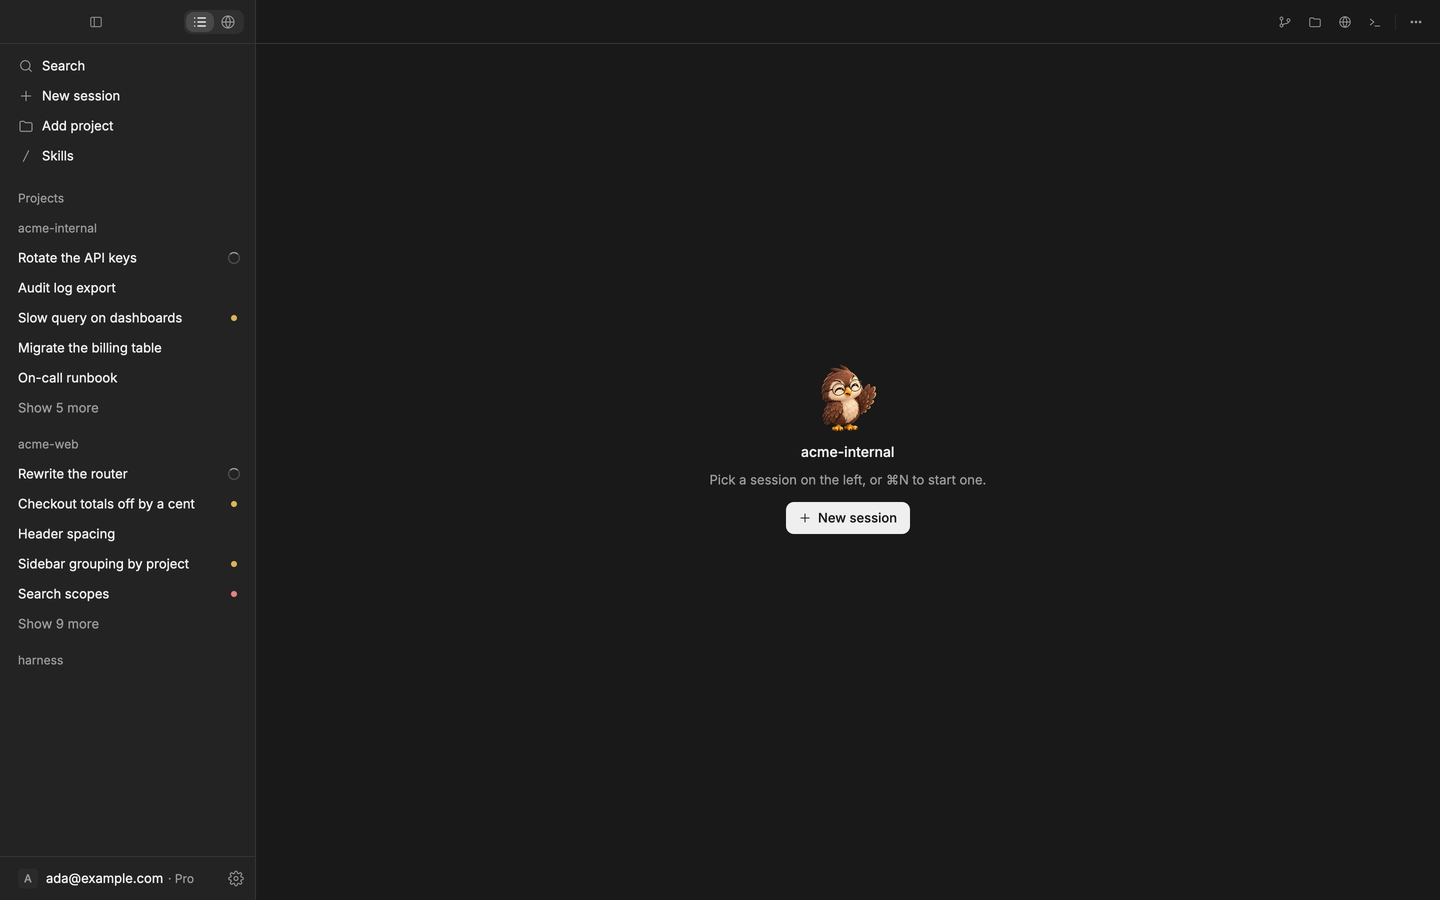 Search
New session
Add project
Skills
Projects
acme-internal
Rotate the API keys
Audit log export
Slow query on dashboards
Migrate the billing table
On-call runbook
Show 5 more
acme-web
Rewrite the router
Checkout totals off by a cent
Header spacing
Sidebar grouping by project
Search scopes
Show 9 more
harness
A ada@example.com · Pro
acme-internal
Pick a session on the left, or ⌘N to start one.
New session